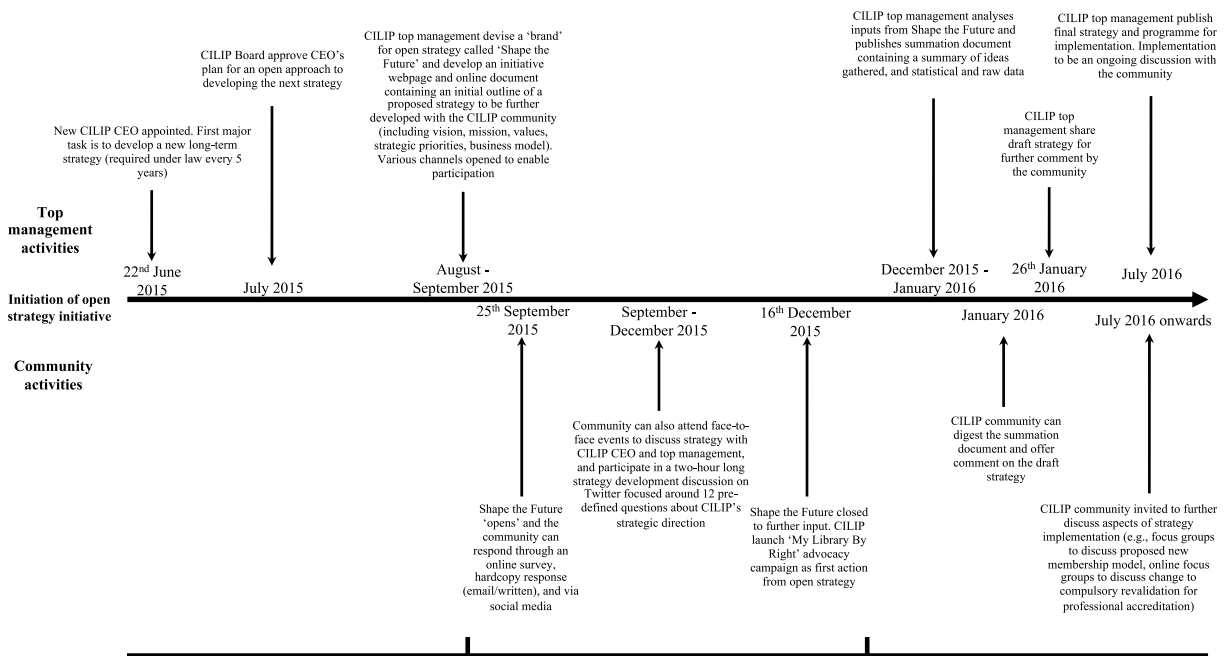 New CILIP CEO appointed. First major
task is to develop a new long-term
strategy (required under law every 5
years)
CILIP Board approve CEO's
plan for an open approach to
developing the next strategy
CILIP top management devise a 'brand'
for open strategy called 'Shape the
Future' and develop an initiative
webpage and online document
containing an initial outline of a
proposed strategy to be further
developed with the CILIP community
(including vision, mission, values,
strategic priorities, business model).
Various channels opened to enable
participation
CILIP top management analyses
inputs from Shape the Future and
publishes summation document
containing a summary of ideas
gathered, and statistical and raw data
CILIP top
management share
draft strategy for
further comment by
the community
CILIP top management publish
final strategy and programme for
implementation. Implementation
to be an ongoing discussion with
the community
Top
management
activities
22nd June
2015
July 2015
August -
September 2015
December 2015 -
January 2016
26th January
2016
July 2016
Initiation of open
strategy initiative
25th September
2015
September -
December 2015
16th December
2015
January 2016
July 2016 onwards
Community
activities
Shape the Future
'opens' and the
community can
respond through an
online survey,
hardcopy response
(email/written), and via
social media
Community can also attend face-to-
face events to discuss strategy with
CILIP CEO and top management,
and participate in a two-hour long
strategy development discussion on
Twitter focused around 12 pre-
defined questions about CILIP's
strategic direction
Shape the Future closed
to further input. CILIP
launch 'My Library By
Right' advocacy
campaign as first action
from open strategy
CILIP community can
digest the summation
document and offer
comment on the draft
strategy
CILIP community invited to further
discuss aspects of strategy
implementation (e.g., focus groups
to discuss proposed new
membership model, online focus
groups to discuss change to
compulsory revalidation for
professional accreditation)